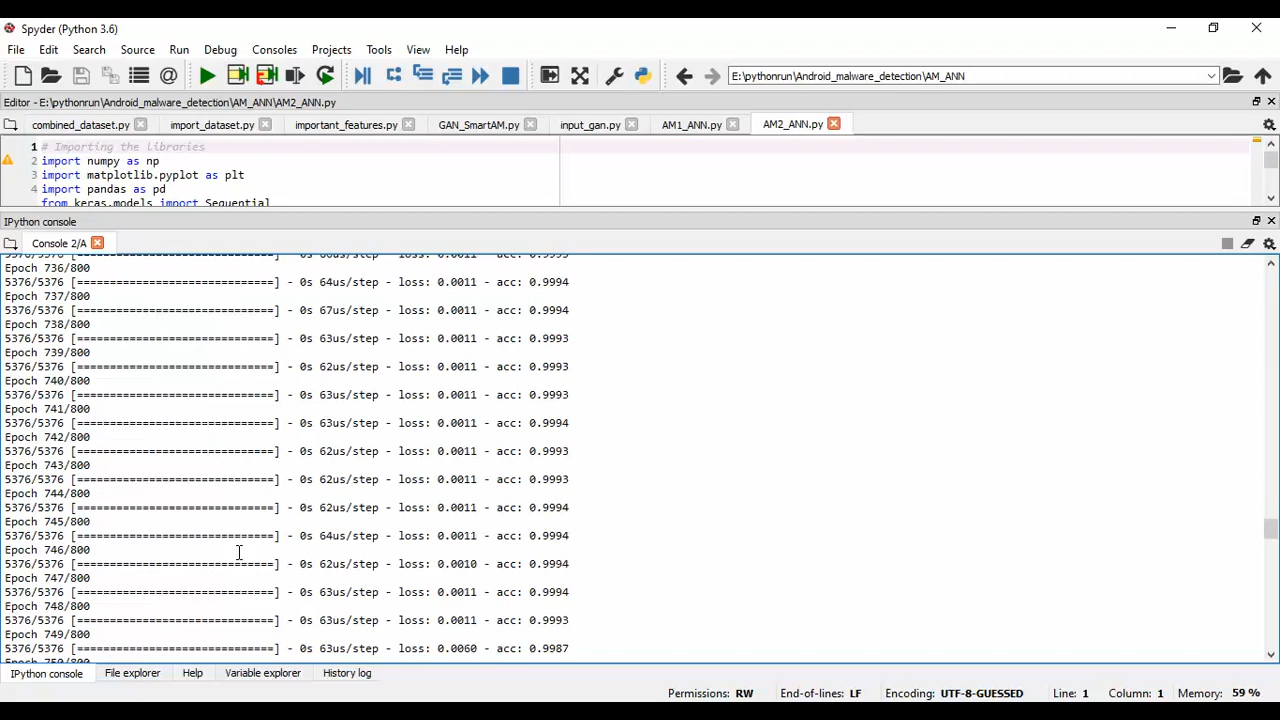 Spyder (Python 3.6)
File Edit Search Source Run Debug Consoles Projects Tools View Help
E:\pythonrun\Android_malware_detection\AM_ANN
Editor - E:\pythonrun\Android_malware_detection\AM_ANN\AM2_ANN.py
combined_dataset.py import_dataset.py important_features.py GAN_SmartAM.py input_gan.py AM1_ANN.py AM2_ANN.py
1 # Importing the Libraries
2 import numpy as np
3 import matplotlib.pyplot as plt
4 import pandas as pd
from keras.models import Sequential
IPython console
Console 2/A
Epoch 736/800
5376/5376 [==============================] - 0s 64us/step - loss: 0.0011 - acc: 0.9994
Epoch 737/800
5376/5376 [==============================] - 0s 67us/step - loss: 0.0011 - acc: 0.9994
Epoch 738/800
5376/5376 [==============================] - 0s 63us/step - loss: 0.0011 - acc: 0.9993
Epoch 739/800
5376/5376 [==============================] - 0s 62us/step - loss: 0.0011 - acc: 0.9993
Epoch 740/800
5376/5376 [==============================] - 0s 63us/step - loss: 0.0011 - acc: 0.9993
Epoch 741/800
5376/5376 [==============================] - 0s 63us/step - loss: 0.0011 - acc: 0.9994
Epoch 742/800
5376/5376 [==============================] - 0s 62us/step - loss: 0.0011 - acc: 0.9993
Epoch 743/800
5376/5376 [==============================] - 0s 62us/step - loss: 0.0011 - acc: 0.9993
Epoch 744/800
5376/5376 [==============================] - 0s 62us/step - loss: 0.0011 - acc: 0.9994
Epoch 745/800
5376/5376 [==============================] - 0s 64us/step - loss: 0.0011 - acc: 0.9994
Epoch 746/800
5376/5376 [==============================] - 0s 62us/step - loss: 0.0010 - acc: 0.9994
Epoch 747/800
5376/5376 [==============================] - 0s 63us/step - loss: 0.0011 - acc: 0.9994
Epoch 748/800
5376/5376 [==============================] - 0s 63us/step - loss: 0.0011 - acc: 0.9993
Epoch 749/800
5376/5376 [==============================] - 0s 63us/step - loss: 0.0060 - acc: 0.9987
IPython console File explorer Help Variable explorer History log
Permissions: RW End-of-lines: LF Encoding: UTF-8-GUESSED Line: 1 Column: 1 Memory: 59 %